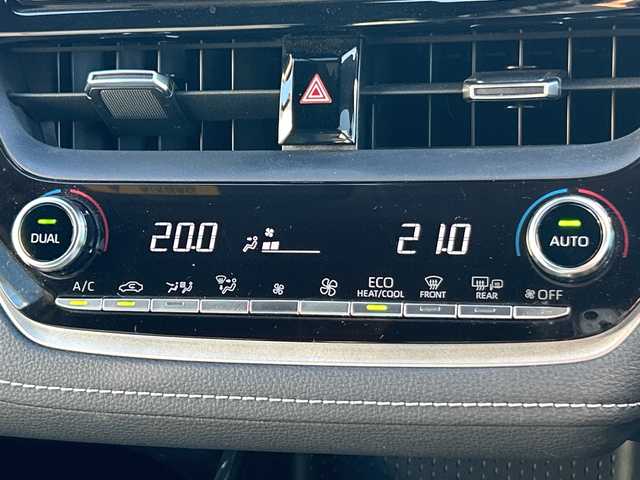 DUAL
20.0
21.0
AUTO
A/C
ECO
HEAT/COOL
FRONT
REAR
OFF